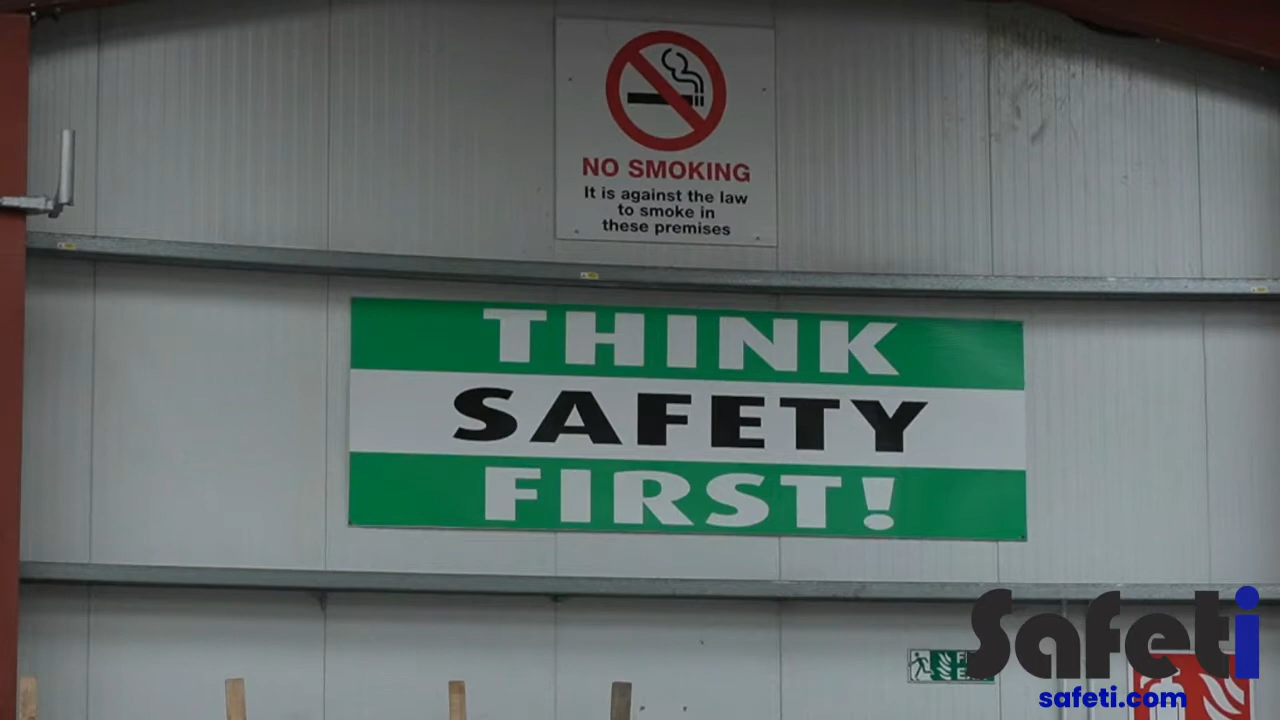 NO SMOKING
It is against the law
to smoke in
these premises
THINK
SAFETY
FIRST!
Safeti
safeti.com